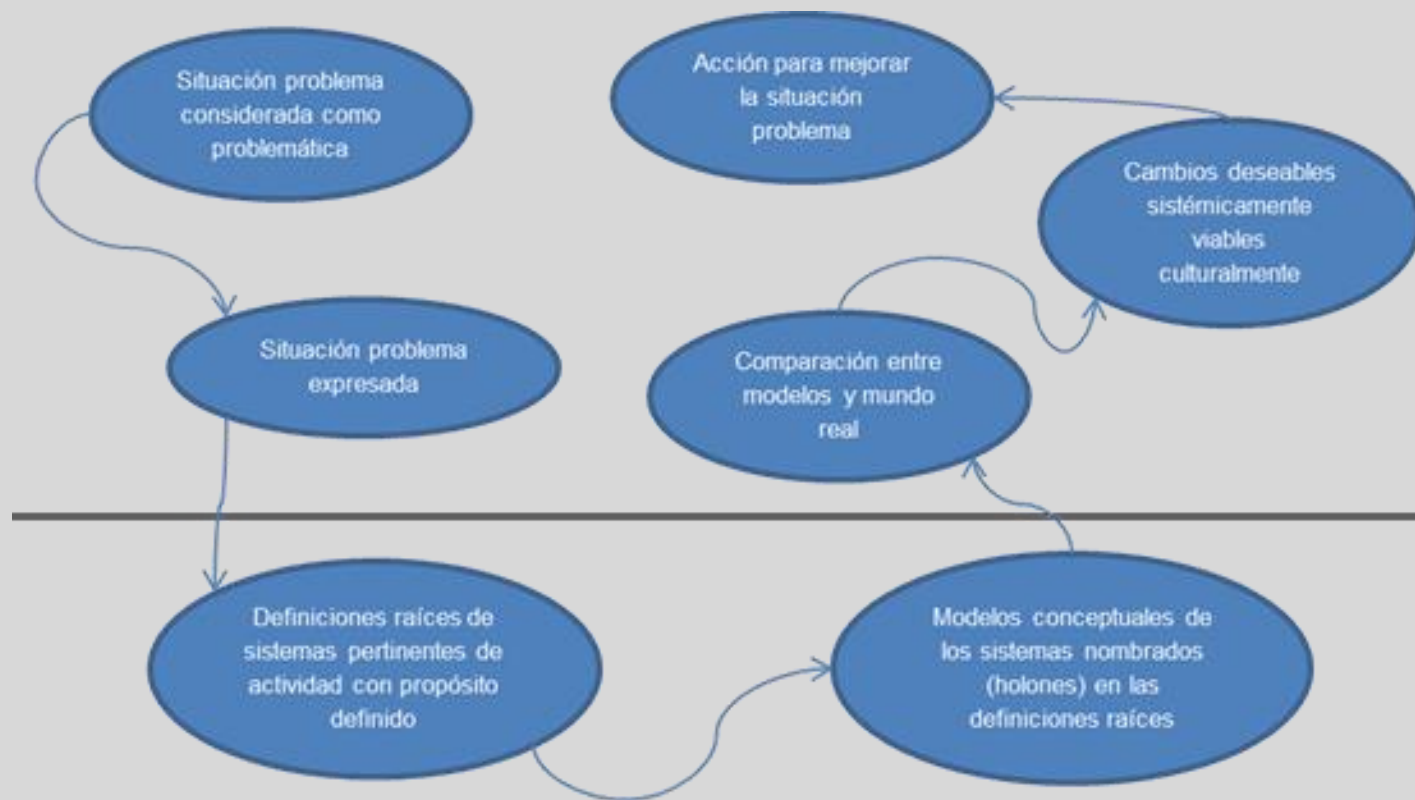 Situación problema
considerada como
problemática
Situación problema
expresada
Definiciones raíces de
sistemas pertinentes de
actividad con propósito
definido
Modelos conceptuales de
los sistemas nombrados
(holones) en las
definiciones raíces
Comparación entre
modelos y mundo
real
Cambios deseables
sistémicamente
viables
culturalmente
Acción para mejorar
la situación
problema